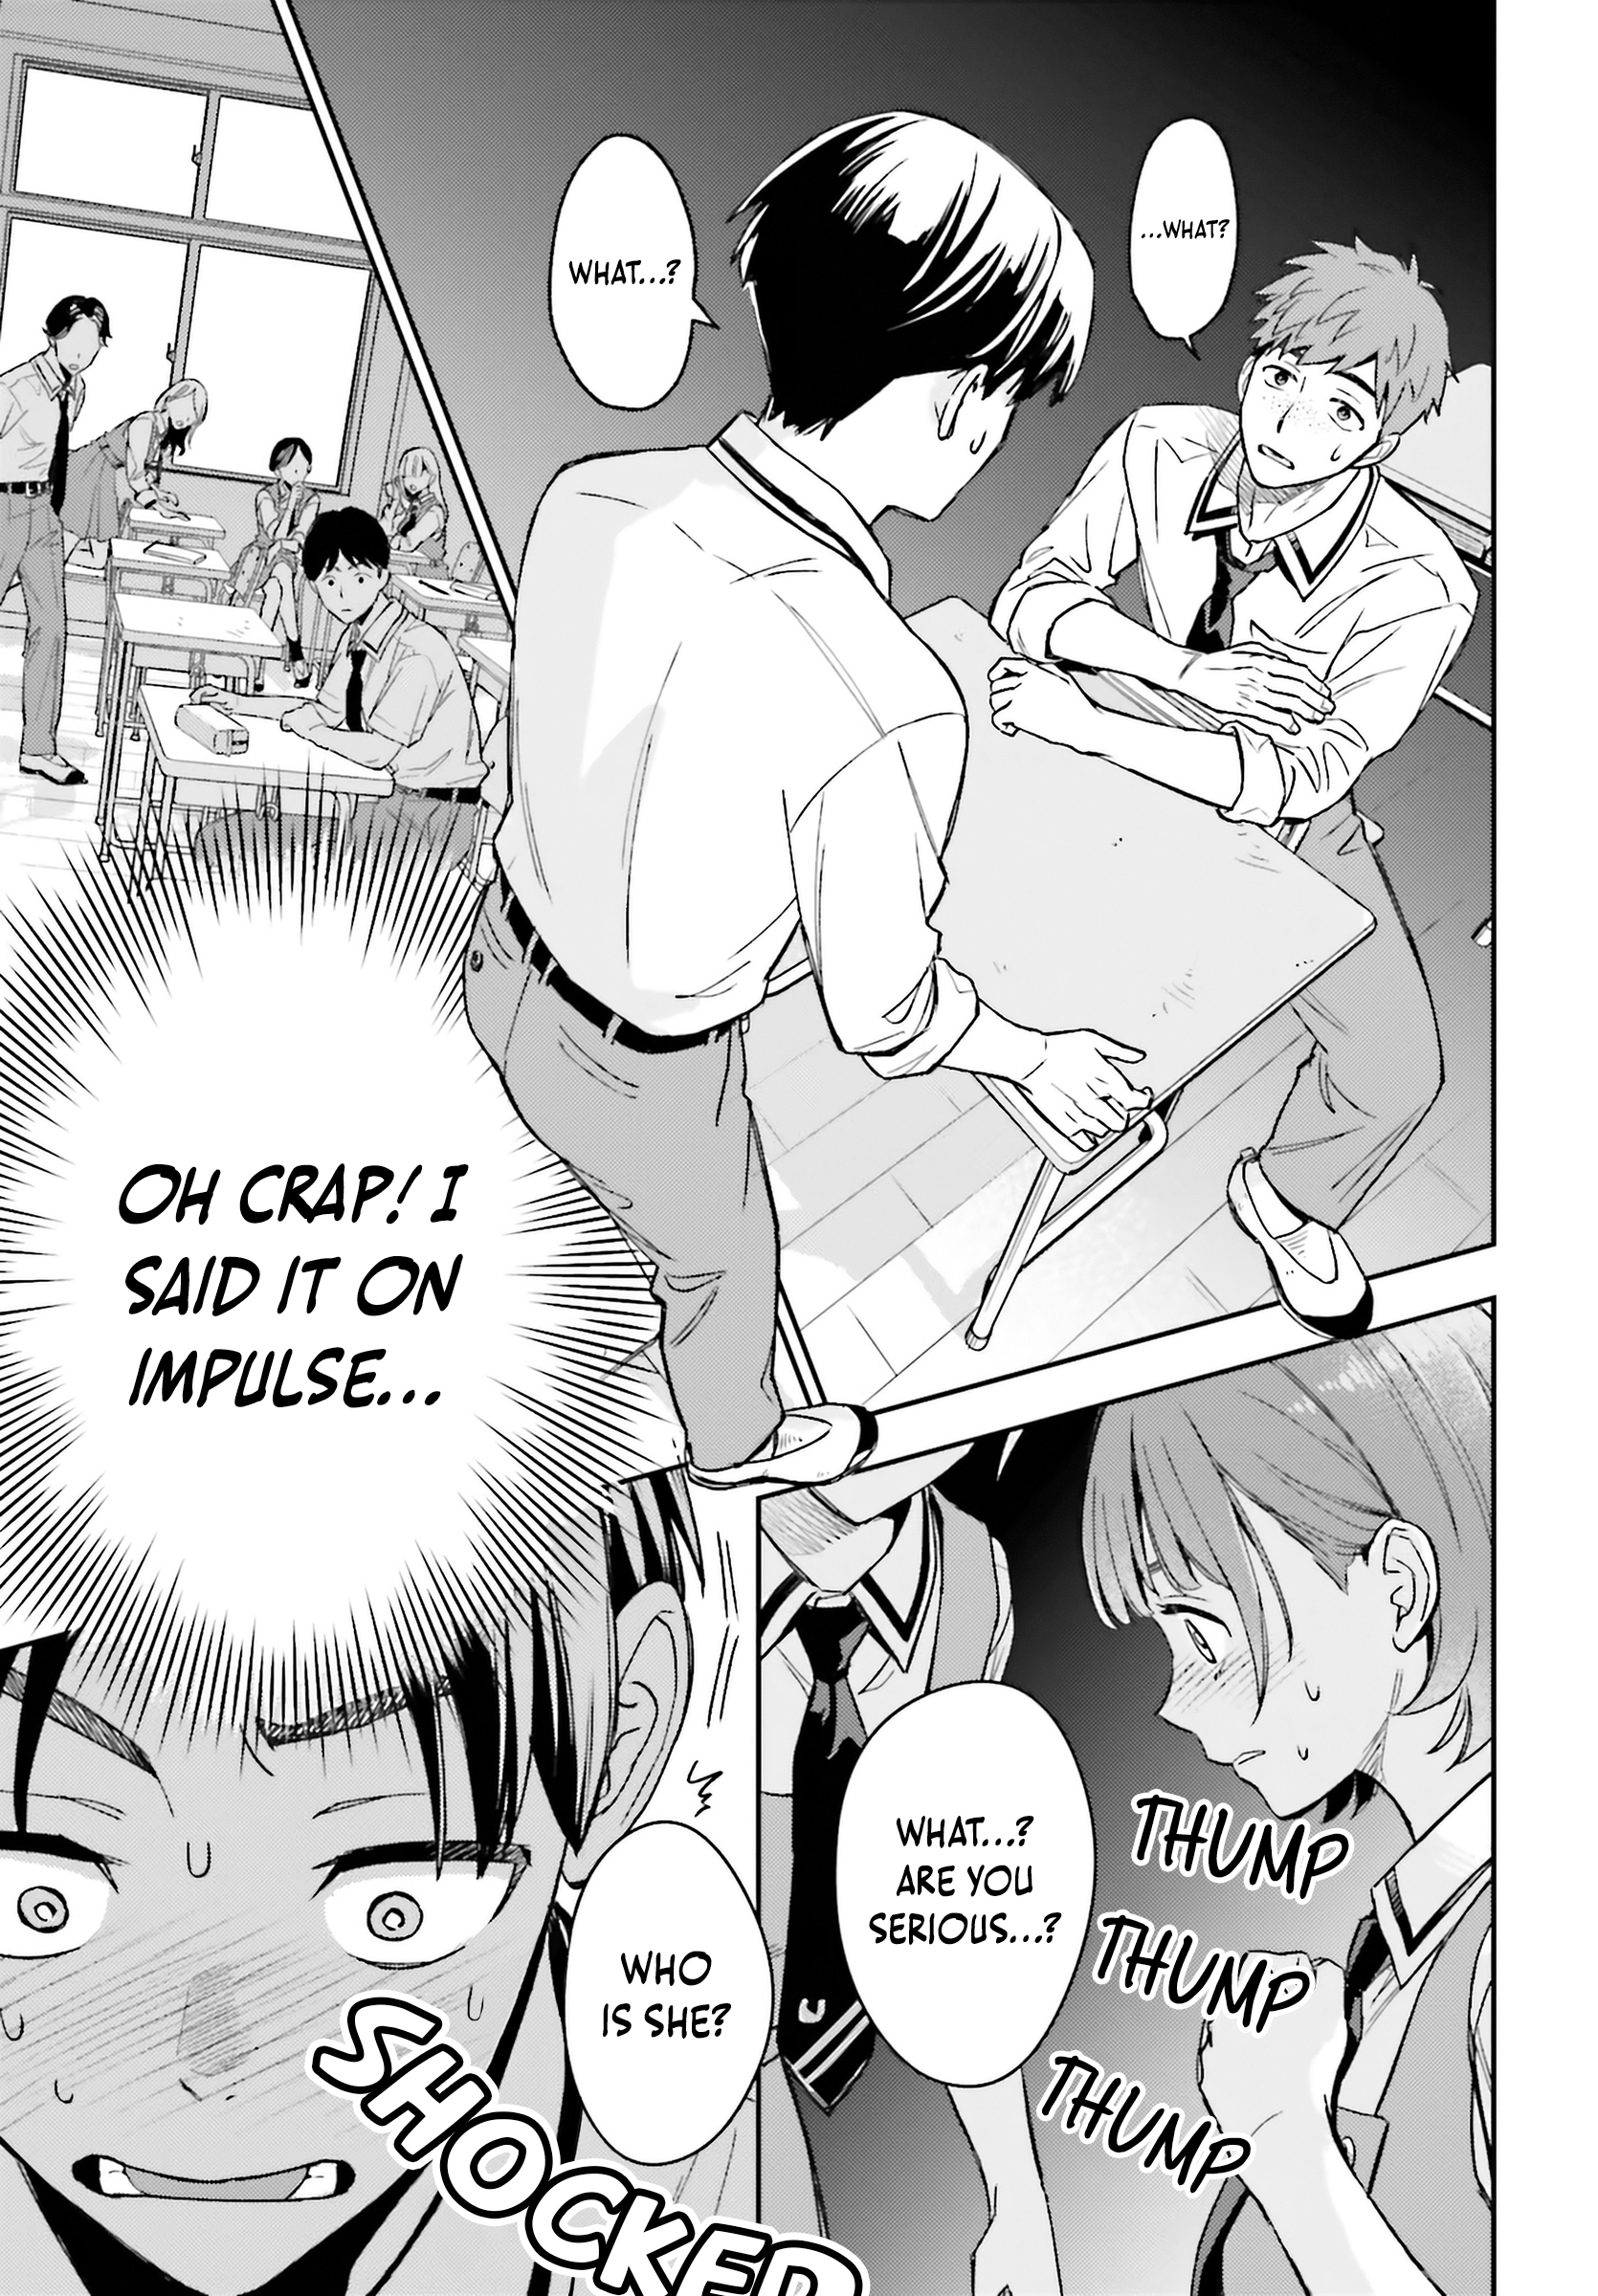 ...WHAT?
WHAT...?
OH CRAP! I
SAID IT ON
IMPULSE...
WHAT...?
ARE YOU
SERIOUS...?
THUMP
THUMP
THUMP
WHO
IS SHE?
SHOCKED